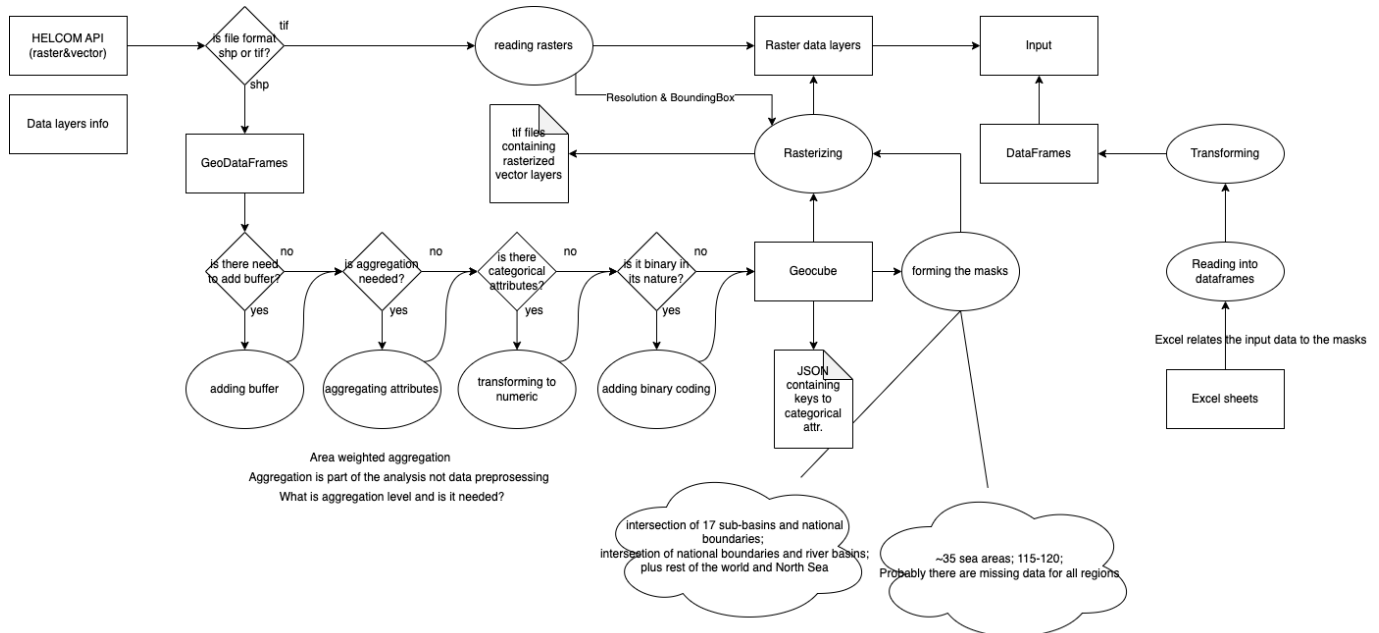 tif
HELCOM API
(raster&vector)
is file format
shp or tif?
reading rasters
Raster data layers
Input
shp
Resolution & BoundingBox
Data layers info
GeoDataFrames
tif files
containing
rasterized
vector layers
Rasterizing
DataFrames
Transforming
no
no
no
no
is there need
to add buffer?
is aggregation
needed?
is there
categorical
attributes?
is it binary in
its nature?
Geocube
forming the masks
Reading into
dataframes
yes
yes
yes
yes
Excel relates the input data to the masks
adding buffer
aggregating attributes
transforming to
numeric
adding binary coding
JSON
containing
keys to
categorical
attr.
Excel sheets
Area weighted aggregation
Aggregation is part of the analysis not data preprosessing
What is aggregation level and is it needed?
intersection of 17 sub-basins and national
boundaries;
intersection of national boundaries and river basins;
plus rest of the world and North Sea
~35 sea areas; 115-120;
Probably there are missing data for all regions